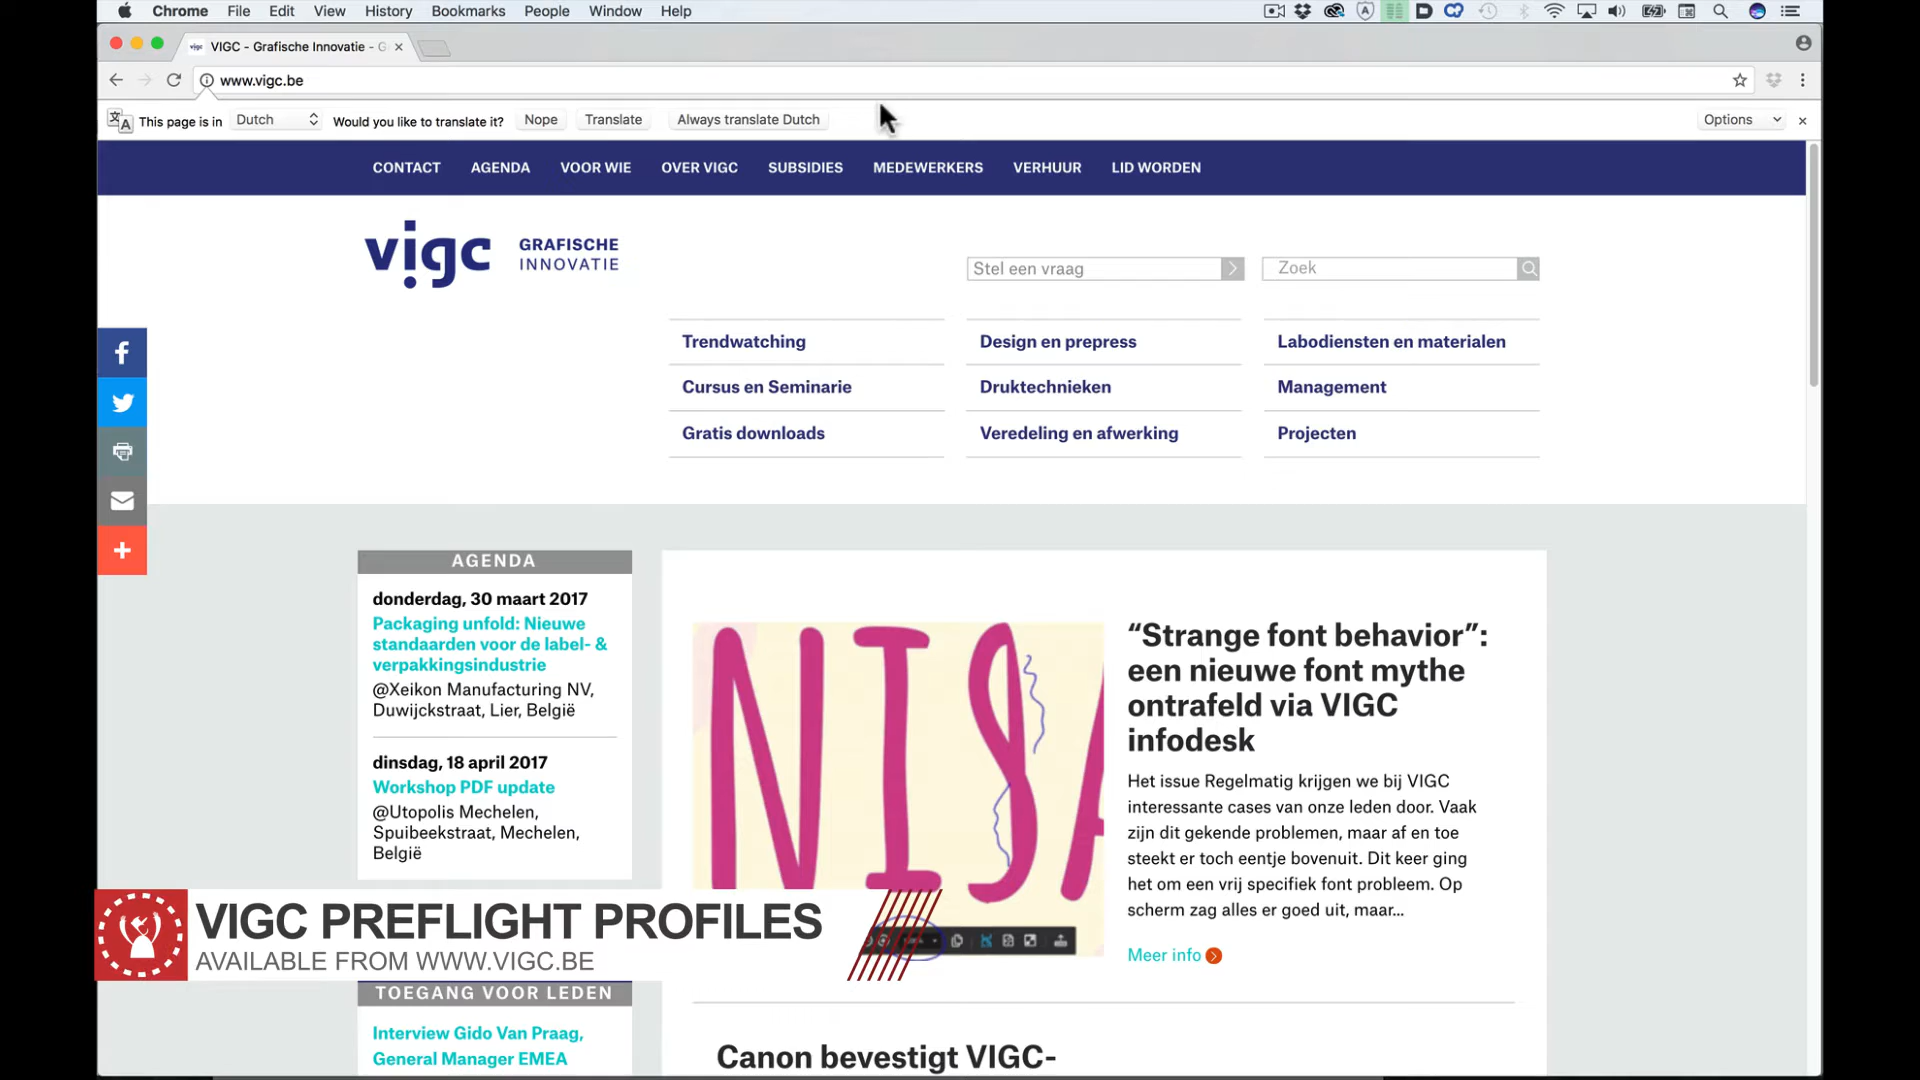 Chrome File Edit View History Bookmarks People Window Help
VIGC - Grafische Innovatie - G
www.vigc.be
This page is in Dutch Would you like to translate it? Nope Translate Always translate Dutch Options
CONTACT AGENDA VOOR WIE OVER VIGC SUBSIDIES MEDEWERKERS VERHUUR LID WORDEN
vigc GRAFISCHE
INNOVATIE
Stel een vraag Zoek
Trendwatching Design en prepress Labodiensten en materialen
Cursus en Seminarie Druktechnieken Management
Gratis downloads Veredeling en afwerking Projecten
AGENDA
donderdag, 30 maart 2017
Packaging unfold: Nieuwe
standaarden voor de label- &
verpakkingsindustrie
@Xeikon Manufacturing NV,
Duwijckstraat, Lier, België
dinsdag, 18 april 2017
Workshop PDF update
@Utopolis Mechelen,
Spuibeekstraat, Mechelen,
België
NISA
“Strange font behavior”:
een nieuwe font mythe
ontrafeld via VIGC
infodesk
Het issue Regelmatig krijgen we bij VIGC
interessante cases van onze leden door. Vaak
zijn dit gekende problemen, maar af en toe
steekt er toch eentje bovenuit. Dit keer ging
het om een vrij specifiek font probleem. Op
scherm zag alles er goed uit, maar...
Meer info
VIGC PREFLIGHT PROFILES
AVAILABLE FROM WWW.VIGC.BE
TOEGANG VOOR LEDEN
Interview Gido Van Praag,
General Manager EMEA
Canon bevestigt VIGC-